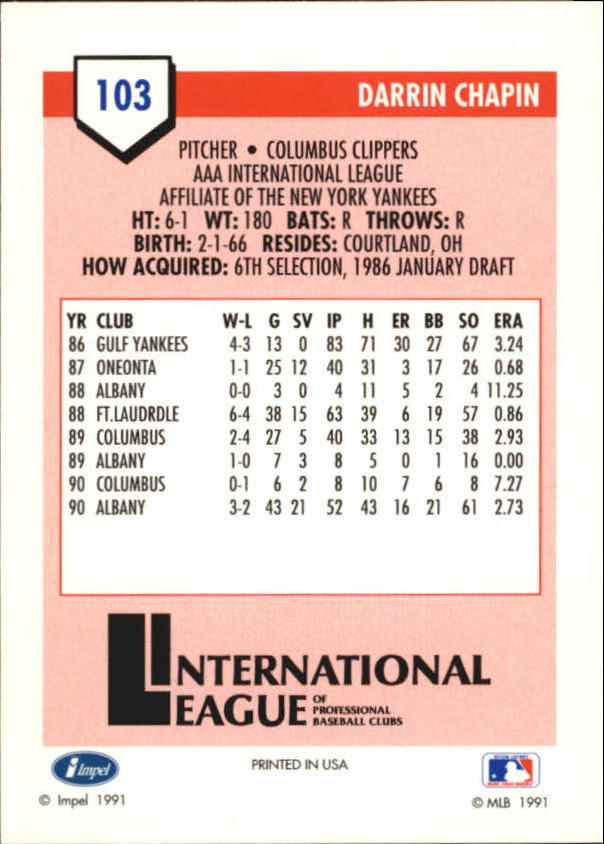 103
DARRIN CHAPIN
PITCHER • COLUMBUS CLIPPERS
AAA INTERNATIONAL LEAGUE
AFFILIATE OF THE NEW YORK YANKEES
HT: 6-1 WT: 180 BATS: R THROWS: R
BIRTH: 2-1-66 RESIDES: COURTLAND, OH
HOW ACQUIRED: 6TH SELECTION, 1986 JANUARY DRAFT
YR CLUB W-L G SV IP H ER BB SO ERA
86 GULF YANKEES 4-3 13 0 83 71 30 27 67 3.24
87 ONEONTA 1-1 25 12 40 31 3 17 26 0.68
88 ALBANY 0-0 3 0 4 11 5 2 4 11.25
88 FT.LAUDRDLE 6-4 38 15 63 39 6 19 57 0.86
89 COLUMBUS 2-4 27 5 40 33 13 15 38 2.93
89 ALBANY 1-0 7 3 8 5 0 1 16 0.00
90 COLUMBUS 0-1 6 2 8 10 7 6 8 7.27
90 ALBANY 3-2 43 21 52 43 16 21 61 2.73
INTERNATIONAL
LEAGUE OF
PROFESSIONAL
BASEBALL CLUBS
Impel
PRINTED IN USA
© Impel 1991
© MLB 1991